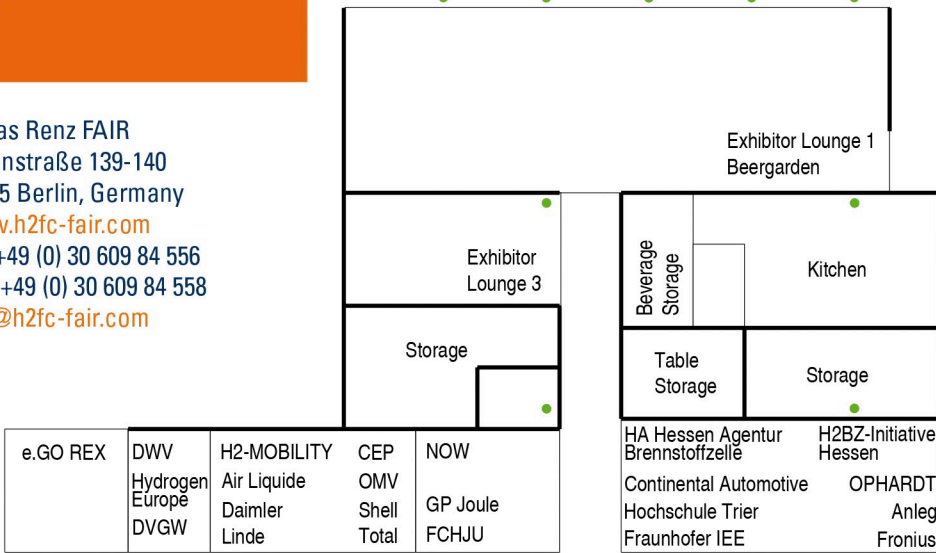 as Renz FAIR
nstraße 139-140
5 Berlin, Germany
v.h2fc-fair.com
+49 (0) 30 609 84 556
+49 (0) 30 609 84 558
@h2fc-fair.com
Exhibitor Lounge 1
Beergarden
Exhibitor
Lounge 3
Beverage
Storage
Kitchen
Storage
Table
Storage
Storage
e.GO REX
DWV
Hydrogen
Europe
DVGW
H2-MOBILITY
Air Liquide
Daimler
Linde
CEP
OMV
Shell
Total
NOW
GP Joule
FCHJU
HA Hessen Agentur
Brennstoffzelle
Continental Automotive
Hochschule Trier
Fraunhofer IEE
H2BZ-Initiative
Hessen
OPHARDT
Anleg
Fronius